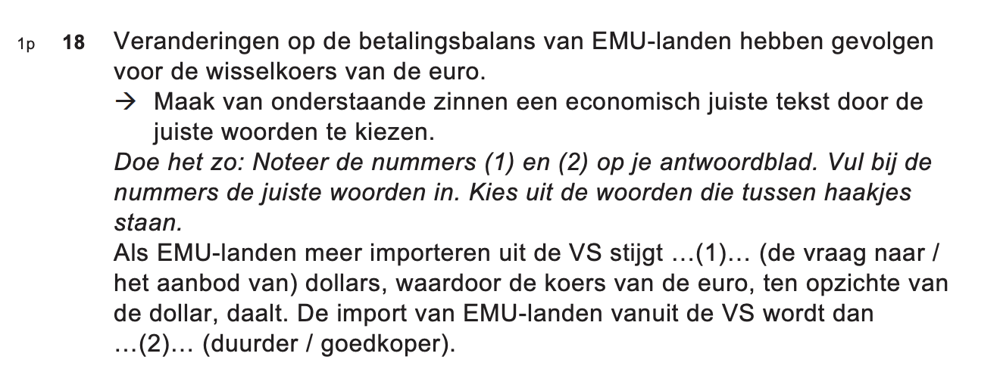 1p 18 Veranderingen op de betalingsbalans van EMU-landen hebben gevolgen
voor de wisselkoers van de euro.
→ Maak van onderstaande zinnen een economisch juiste tekst door de
juiste woorden te kiezen.
Doe het zo: Noteer de nummers (1) en (2) op je antwoordblad. Vul bij de
nummers de juiste woorden in. Kies uit de woorden die tussen haakjes
staan.
Als EMU-landen meer importeren uit de VS stijgt …(1)… (de vraag naar /
het aanbod van) dollars, waardoor de koers van de euro, ten opzichte van
de dollar, daalt. De import van EMU-landen vanuit de VS wordt dan
…(2)… (duurder / goedkoper).